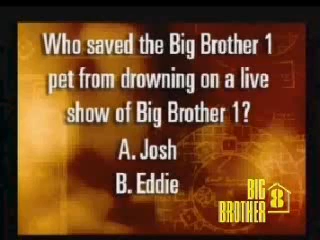 Who saved the Big Brother 1
pet from drowning on a live
show of Big Brother 1?
A. Josh
B. Eddie
BIG
BROTHER 8